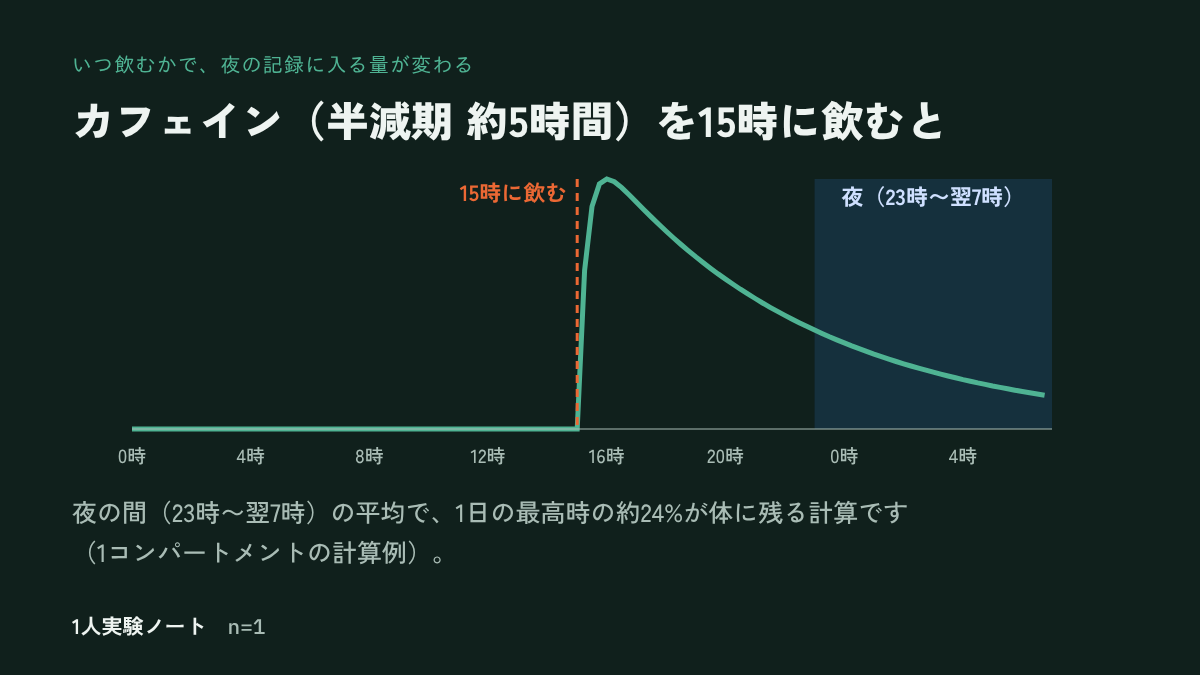 いつ飲むかで、夜の記録に入る量が変わる
カフェイン（半減期 約5時間）を15時に飲むと
15時に飲む
夜（23時〜翌7時）
0時 4時 8時 12時 16時 20時 0時 4時
夜の間（23時〜翌7時）の平均で、1日の最高時の約24%が体に残る計算です
（1コンパートメントの計算例）。
1人実験ノート n=1